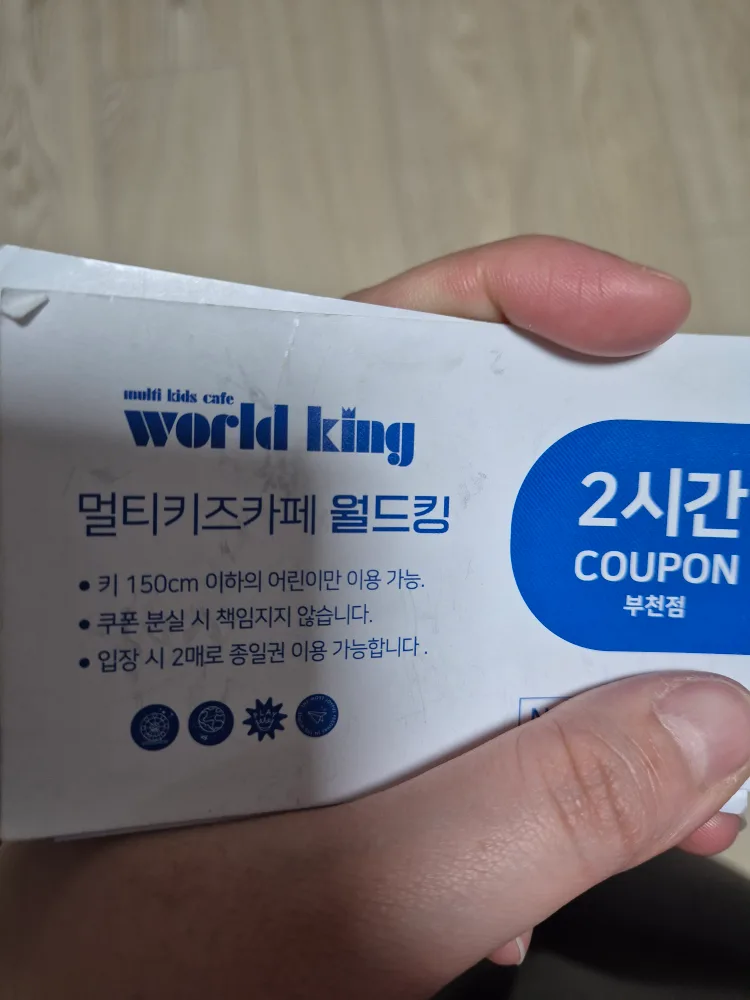 multi kids cafe
world king
멀티키즈카페 월드킹
• 키 150cm 이하의 어린이만 이용 가능.
• 쿠폰 분실 시 책임지지 않습니다.
• 입장 시 2매로 종일권 이용 가능합니다.
2시간
COUPON
부천점